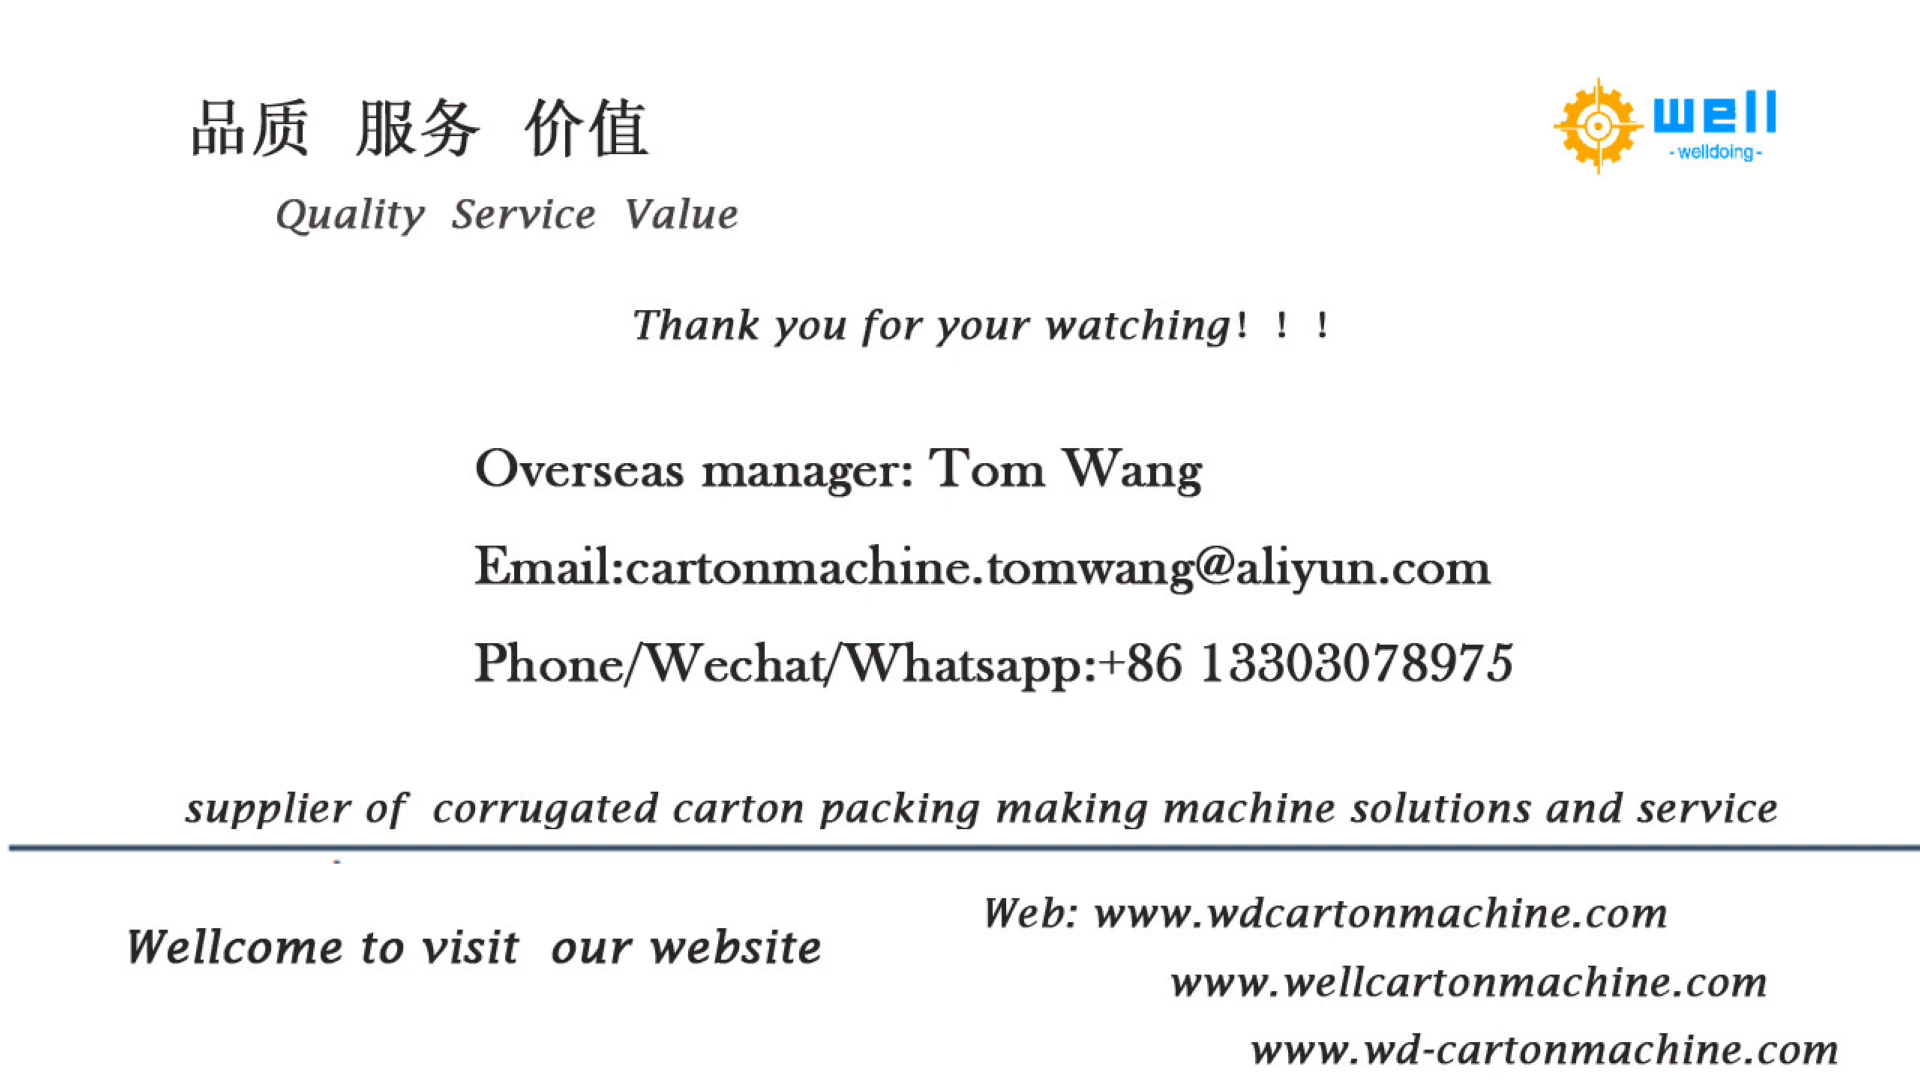 品质 服务 价值
well
-welldoing-
Quality Service Value
Thank you for your watching！！！
Overseas manager: Tom Wang
Email:cartonmachine.tomwang@aliyun.com
Phone/Wechat/Whatsapp:+86 13303078975
supplier of corrugated carton packing making machine solutions and service
Wellcome to visit our website
Web: www.wdcartonmachine.com
www.wellcartonmachine.com
www.wd-cartonmachine.com